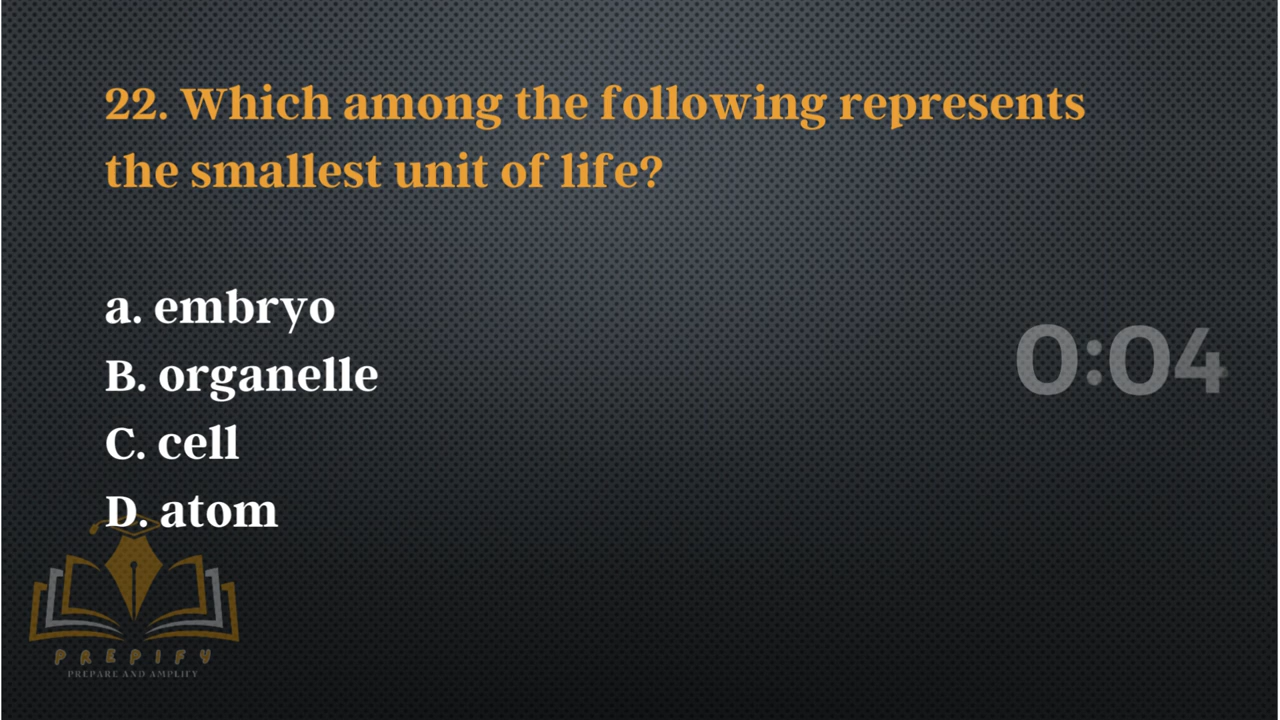 22. Which among the following represents
the smallest unit of life?
a. embryo
B. organelle
C. cell
D. atom
0:04
PREPIFY
PREPARE AND AMPLIFY